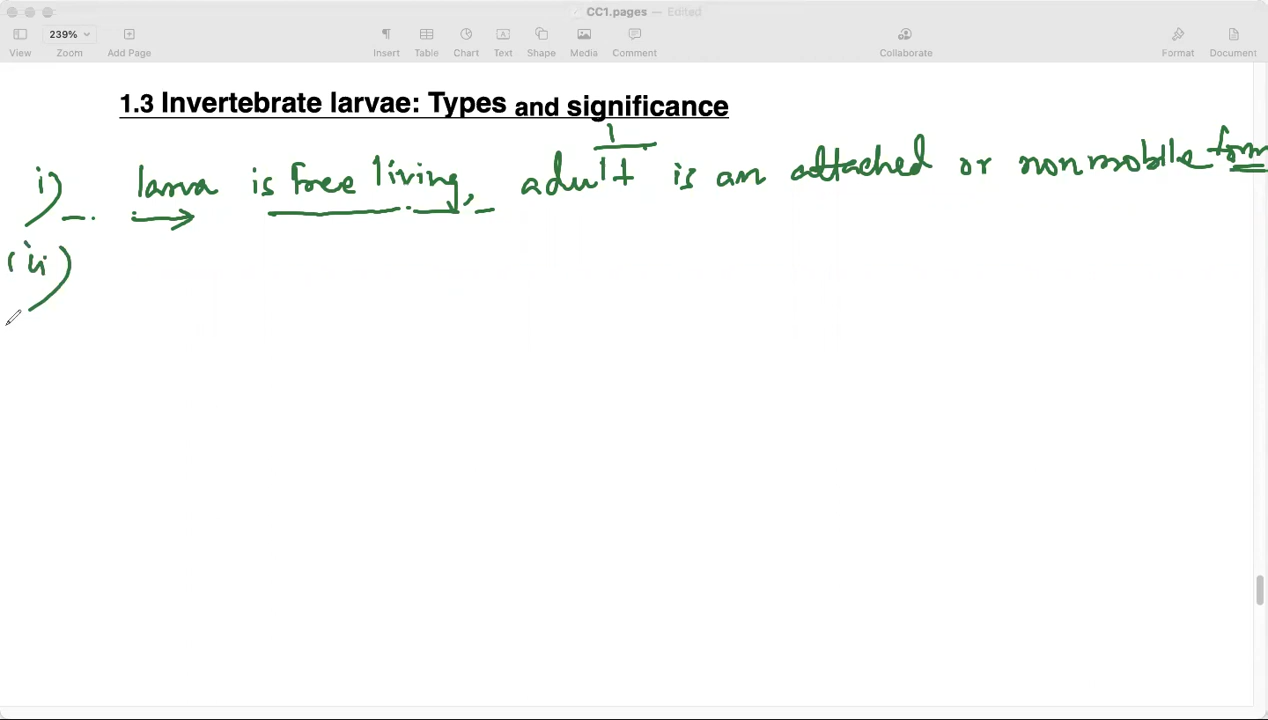 CC1.pages — Edited
239%
View Zoom Add Page Insert Table Chart Text Shape Media Comment Collaborate Format Document
1.3 Invertebrate larvae: Types and significance
i) larva is free living, adult is an attached or nonmobile form
(ii)